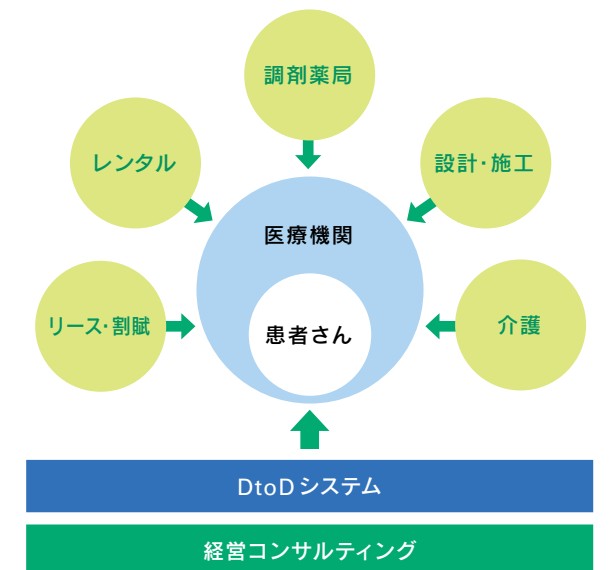 調剤薬局
レンタル
設計・施工
医療機関
リース・割賦
患者さん
介護
DtoDシステム
経営コンサルティング